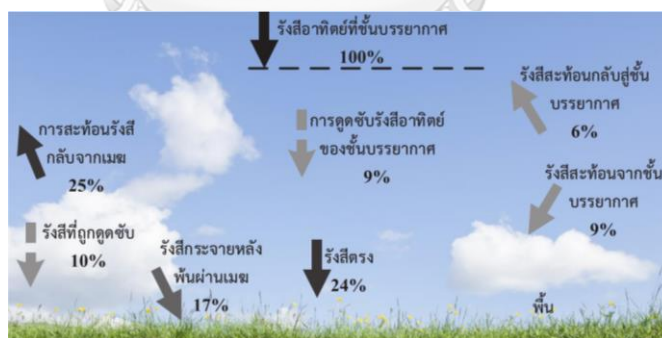 รังสีอาทิตย์ที่ชั้นบรรยากาศ
100%
รังสีสะท้อนกลับสู่ชั้น
บรรยากาศ
6%
การดูดซับรังสีอาทิตย์
ของชั้นบรรยากาศ
9%
การสะท้อนรังสี
กลับจากเมฆ
25%
รังสีสะท้อนจากชั้น
บรรยากาศ
9%
รังสีที่ถูกดูดซับ
10%
รังสีกระจายหลัง
พ้นผ่านเมฆ
17%
รังสีตรง
24%
พื้น